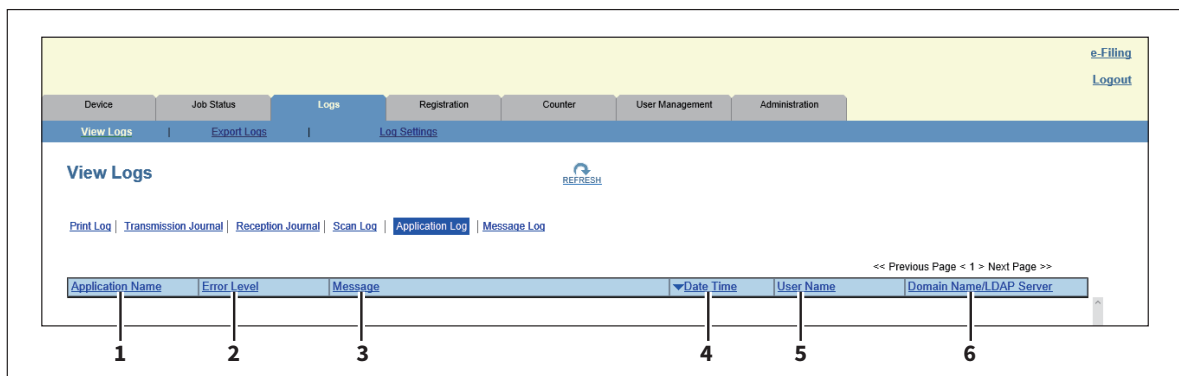 e-Filing
Logout
Device Job Status Logs Registration Counter User Management Administration
View Logs | Export Logs | Log Settings
View Logs
REFRESH
Print Log | Transmission Journal | Reception Journal | Scan Log | Application Log | Message Log
<< Previous Page < 1 > Next Page >>
Application Name Error Level Message Date Time User Name Domain Name/LDAP Server
1 2 3 4 5 6